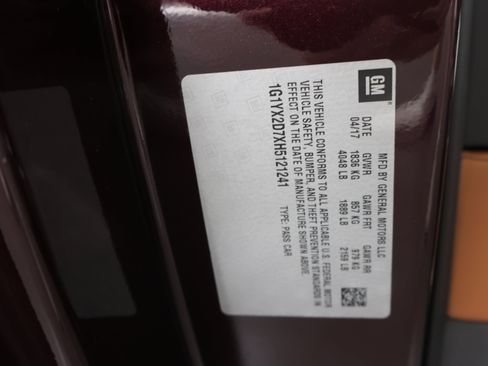 GM
MFD BY GENERAL MOTORS LLC
DATE GVWR GAWR FRT GAWR RR
04/17 1836 KG 857 KG 979 KG
4048 LB 1889 LB 2159 LB
THIS VEHICLE CONFORMS TO ALL APPLICABLE U.S. FEDERAL MOTOR
VEHICLE SAFETY, BUMPER, AND THEFT PREVENTION STANDARDS IN
EFFECT ON THE DATE OF MANUFACTURE SHOWN ABOVE.
1G1YX2D7XH5121241 TYPE: PASS CAR